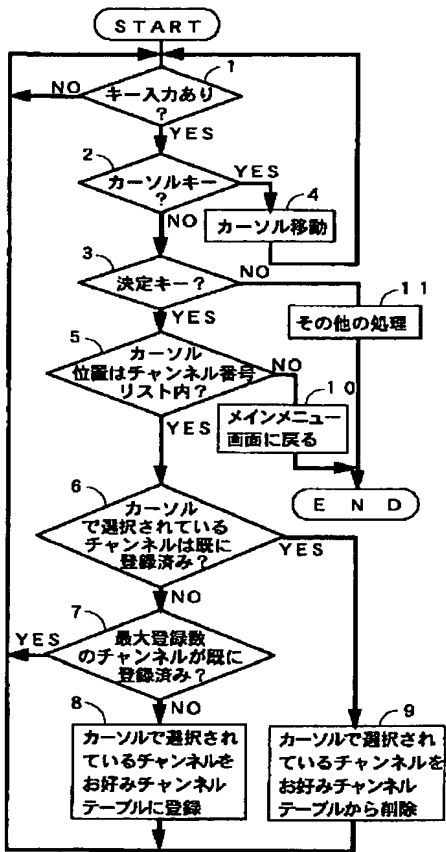 START
1
キー入力あり
?
NO
YES
2
カーソルキー
?
YES
NO
4
カーソル移動
3
決定キー?
NO
YES
11
その他の処理
5
カーソル
位置はチャンネル番号
リスト内?
NO
YES
10
メインメニュー
画面に戻る
END
6
カーソル
で選択されている
チャンネルは既に
登録済み?
YES
NO
7
最大登録数
のチャンネルが既に
登録済み?
YES
NO
8
カーソルで選択され
ているチャンネルを
お好みチャンネル
テーブルに登録
9
カーソルで選択され
ているチャンネルを
お好みチャンネル
テーブルから削除